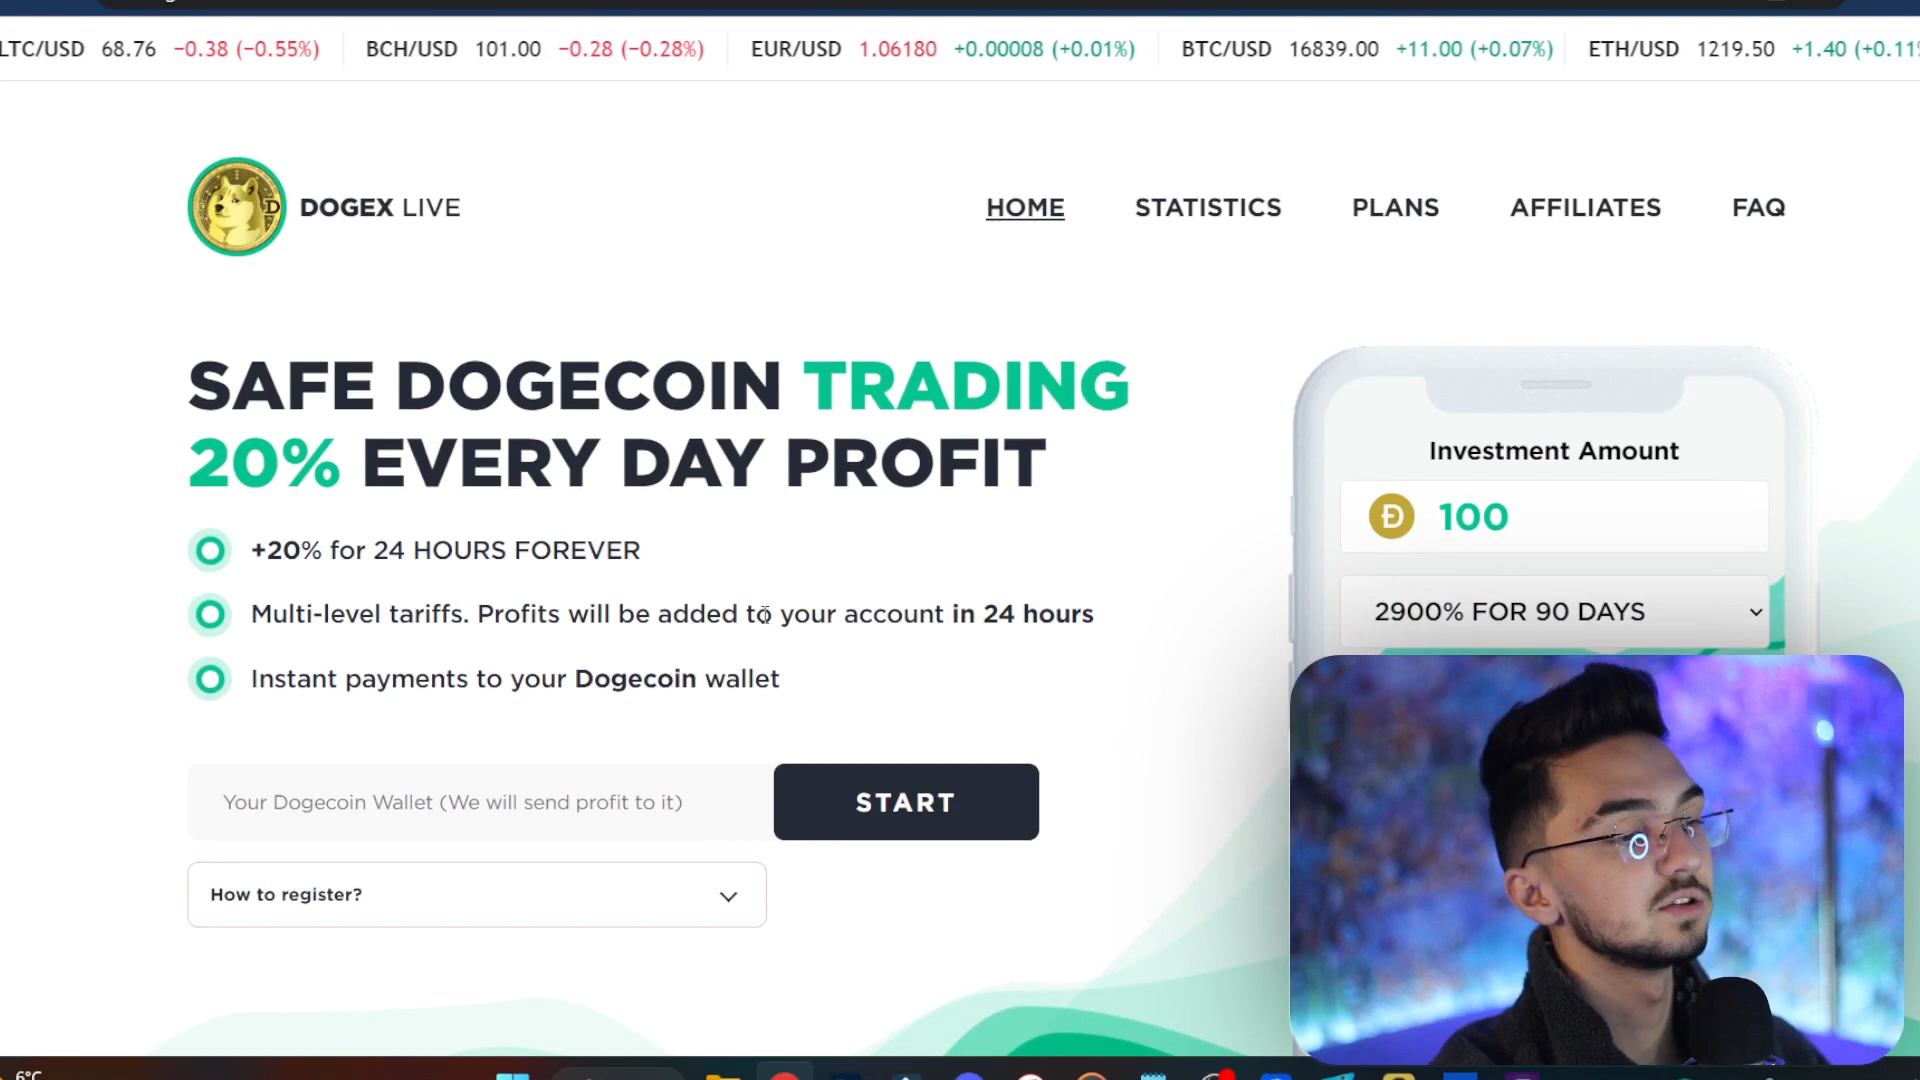 LTC/USD 68.76 −0.38 (−0.55%) BCH/USD 101.00 −0.28 (−0.28%) EUR/USD 1.06180 +0.00008 (+0.01%) BTC/USD 16839.00 +11.00 (+0.07%) ETH/USD 1219.50 +1.40 (+0.11%
DOGEX LIVE
HOME STATISTICS PLANS AFFILIATES FAQ
SAFE DOGECOIN TRADING
20% EVERY DAY PROFIT
+20% for 24 HOURS FOREVER
Multi-level tariffs. Profits will be added to your account in 24 hours
Instant payments to your Dogecoin wallet
Your Dogecoin Wallet (We will send profit to it)
START
How to register?
Investment Amount
100
2900% FOR 90 DAYS
6°C